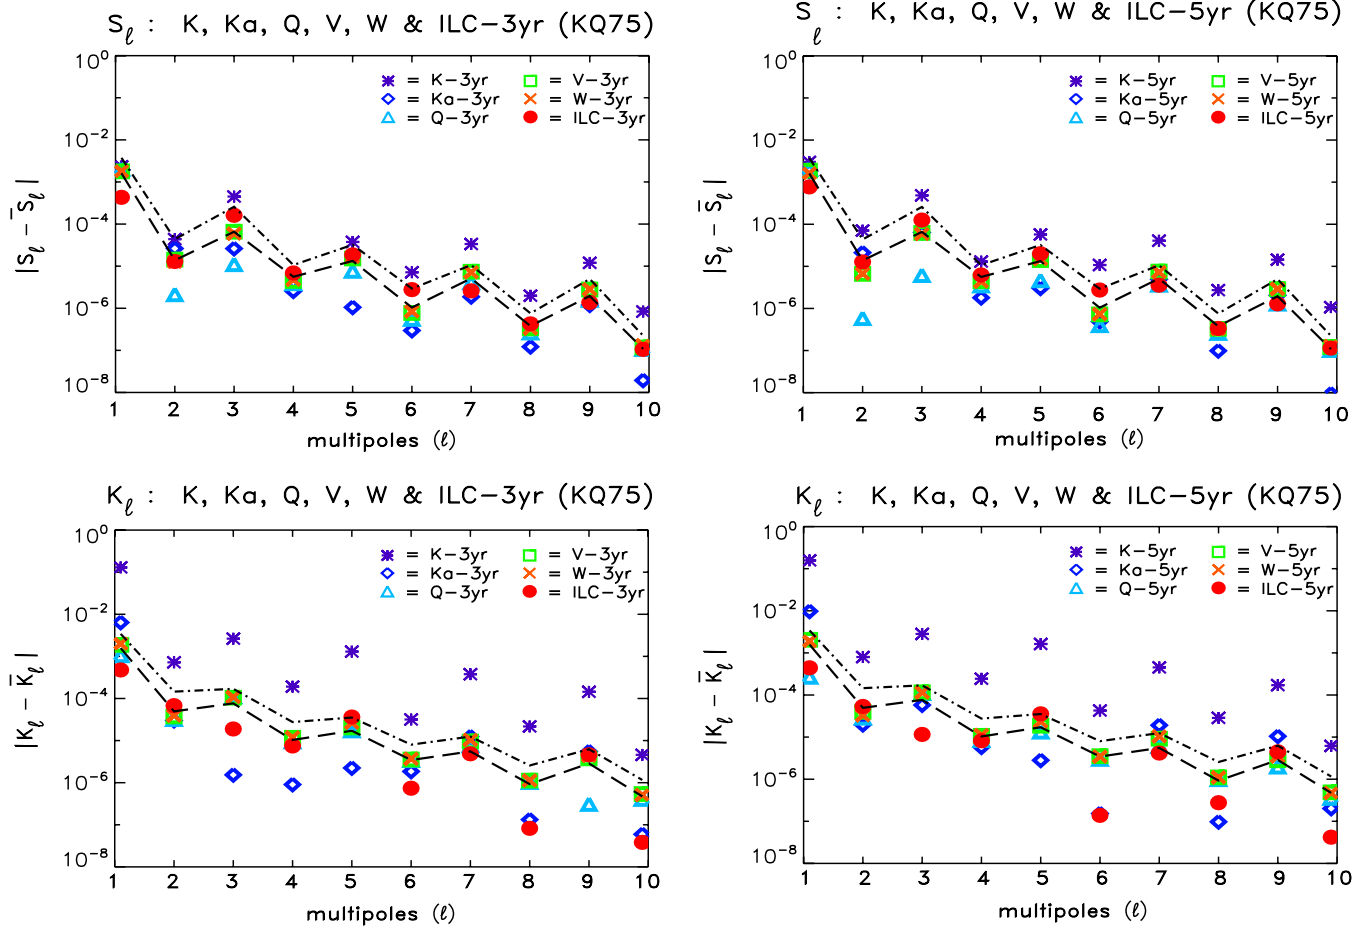 S_ℓ : K, Ka, Q, V, W & ILC−3yr (KQ75)
|S_ℓ − S̄_ℓ|
10^0
10^−2
10^−4
10^−6
10^−8
∗ = K−3yr
◇ = Ka−3yr
△ = Q−3yr
□ = V−3yr
× = W−3yr
● = ILC−3yr
1 2 3 4 5 6 7 8 9 10
multipoles (ℓ)
S_ℓ : K, Ka, Q, V, W & ILC−5yr (KQ75)
|S_ℓ − S̄_ℓ|
10^0
10^−2
10^−4
10^−6
10^−8
∗ = K−5yr
◇ = Ka−5yr
△ = Q−5yr
□ = V−5yr
× = W−5yr
● = ILC−5yr
1 2 3 4 5 6 7 8 9 10
multipoles (ℓ)
K_ℓ : K, Ka, Q, V, W & ILC−3yr (KQ75)
|K_ℓ − K̄_ℓ|
10^0
10^−2
10^−4
10^−6
10^−8
∗ = K−3yr
◇ = Ka−3yr
△ = Q−3yr
□ = V−3yr
× = W−3yr
● = ILC−3yr
1 2 3 4 5 6 7 8 9 10
multipoles (ℓ)
K_ℓ : K, Ka, Q, V, W & ILC−5yr (KQ75)
|K_ℓ − K̄_ℓ|
10^0
10^−2
10^−4
10^−6
10^−8
∗ = K−5yr
◇ = Ka−5yr
△ = Q−5yr
□ = V−5yr
× = W−5yr
● = ILC−5yr
1 2 3 4 5 6 7 8 9 10
multipoles (ℓ)